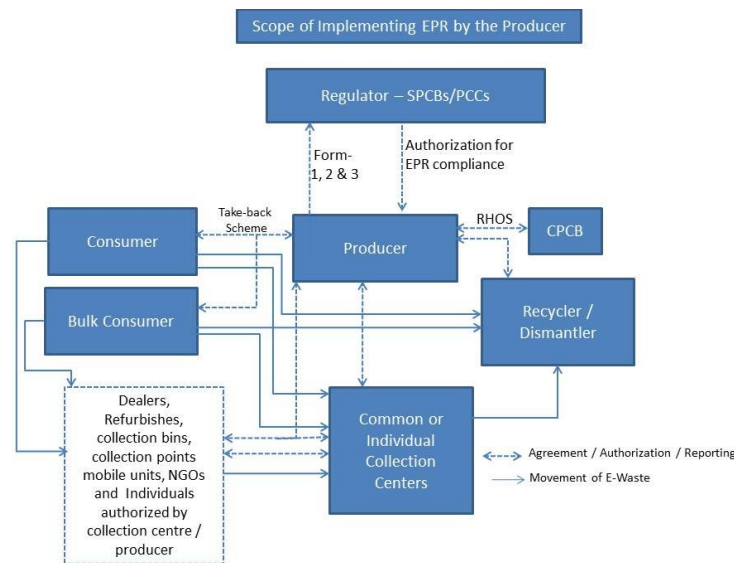 Scope of Implementing EPR by the Producer
Regulator – SPCBs/PCCs
Form-
1, 2 & 3
Authorization for
EPR compliance
Take-back
Scheme
RHOS
Consumer
Producer
CPCB
Bulk Consumer
Recycler /
Dismantler
Dealers,
Refurbishes,
collection bins,
collection points
mobile units, NGOs
and Individuals
authorized by
collection centre /
producer
Common or
Individual
Collection
Centers
Agreement / Authorization / Reporting
Movement of E-Waste